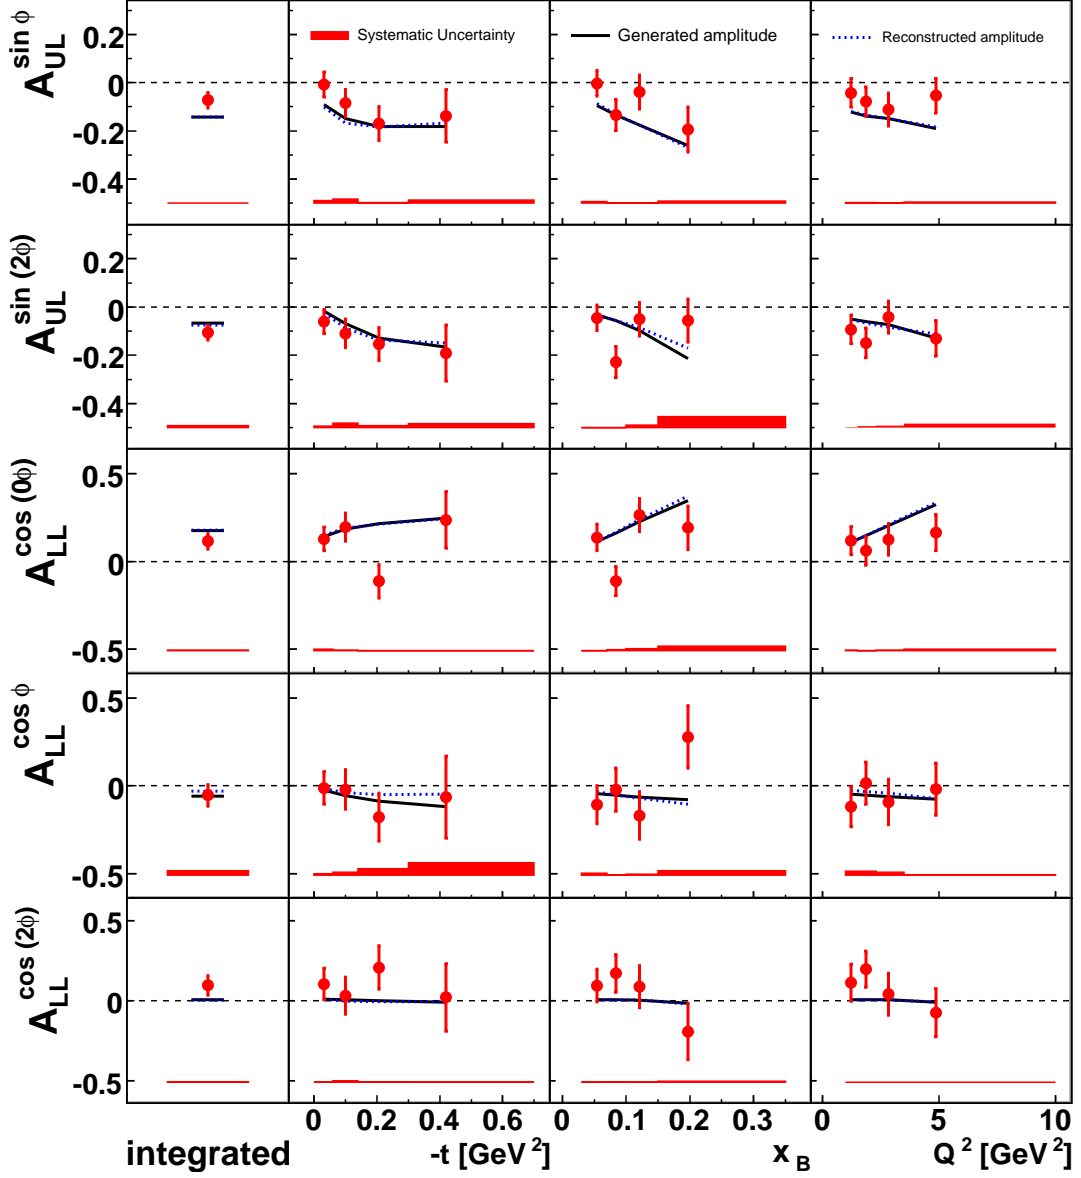 Systematic Uncertainty
Generated amplitude
Reconstructed amplitude
A_UL^sin ϕ
0.2
0
-0.2
-0.4
A_UL^sin (2ϕ)
0.2
0
-0.2
-0.4
A_LL^cos (0ϕ)
0.5
0
-0.5
A_LL^cos ϕ
0.5
0
-0.5
A_LL^cos (2ϕ)
0.5
0
-0.5
0 0.2 0.4 0.6
0 0.1 0.2 0.3
0 5 10
integrated
-t [GeV²]
x_B
Q² [GeV²]